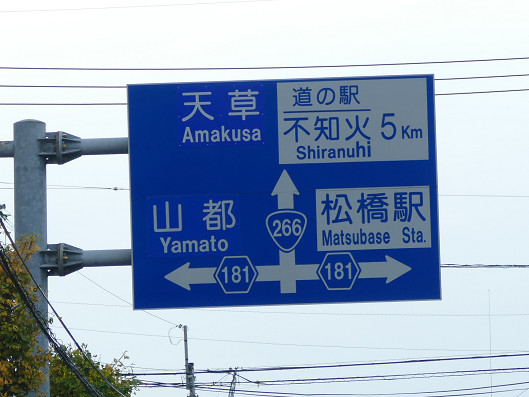 天草
Amakusa
道の駅
不知火 5 Km
Shiranuhi
山都
Yamato
266
松橋駅
Matsubase Sta.
181
181